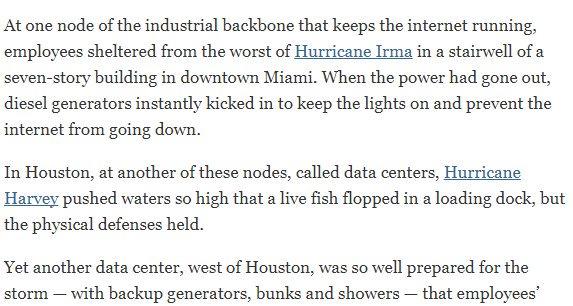 At one node of the industrial backbone that keeps the internet running,
employees sheltered from the worst of Hurricane Irma in a stairwell of a
seven-story building in downtown Miami. When the power had gone out,
diesel generators instantly kicked in to keep the lights on and prevent the
internet from going down.
In Houston, at another of these nodes, called data centers, Hurricane
Harvey pushed waters so high that a live fish flopped in a loading dock, but
the physical defenses held.
Yet another data center, west of Houston, was so well prepared for the
storm — with backup generators, bunks and showers — that employees’